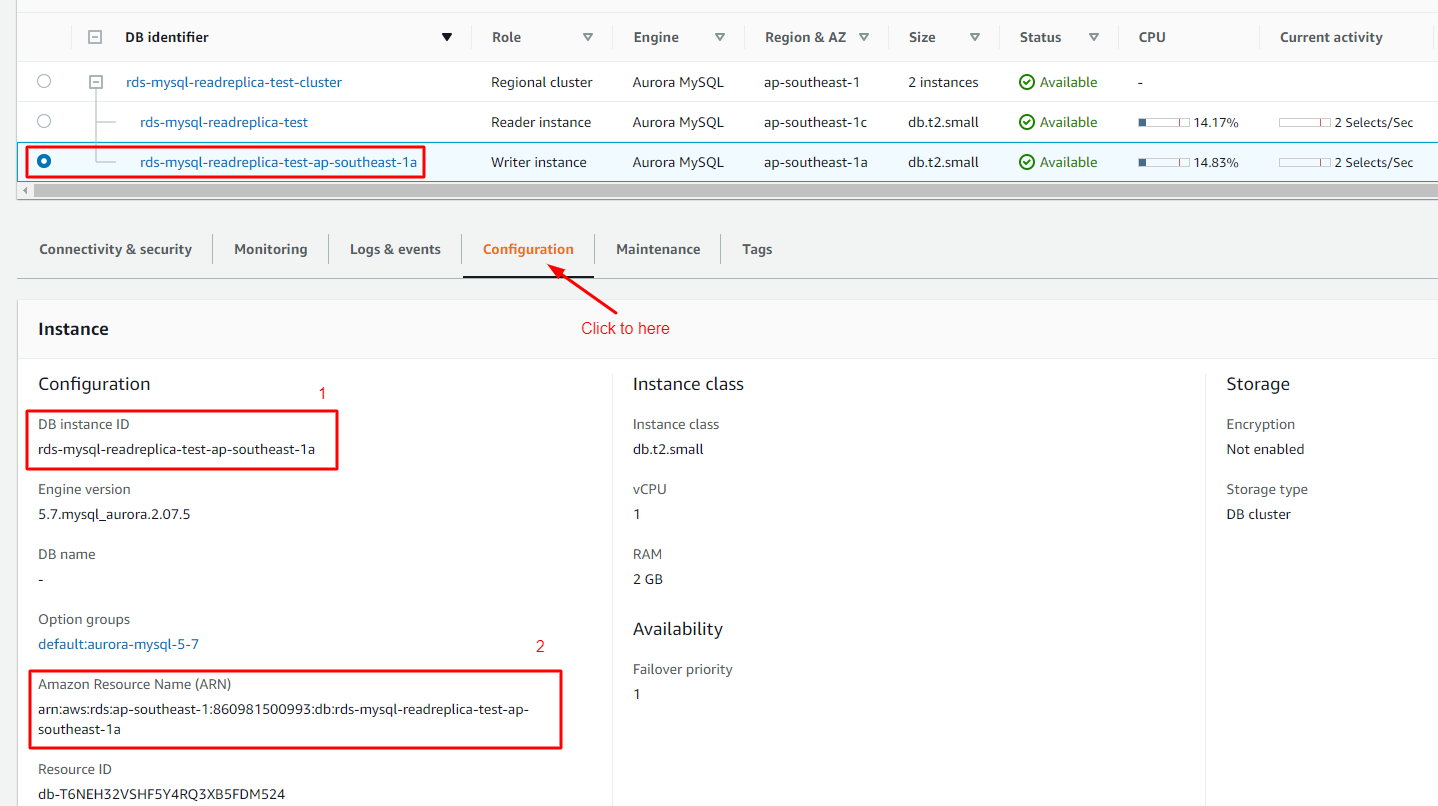 DB identifier Role Engine Region & AZ Size Status CPU Current activity
rds-mysql-readreplica-test-cluster Regional cluster Aurora MySQL ap-southeast-1 2 instances Available -
rds-mysql-readreplica-test Reader instance Aurora MySQL ap-southeast-1c db.t2.small Available 14.17% 2 Selects/Sec
rds-mysql-readreplica-test-ap-southeast-1a Writer instance Aurora MySQL ap-southeast-1a db.t2.small Available 14.83% 2 Selects/Sec
Connectivity & security Monitoring Logs & events Configuration Maintenance Tags
Click to here
Instance
Configuration
1
DB instance ID
rds-mysql-readreplica-test-ap-southeast-1a
Engine version
5.7.mysql_aurora.2.07.5
DB name
-
Option groups
default:aurora-mysql-5-7
2
Amazon Resource Name (ARN)
arn:aws:rds:ap-southeast-1:860981500993:db:rds-mysql-readreplica-test-ap-
southeast-1a
Resource ID
db-T6NEH32VSHF5Y4RQ3XB5FDM524
Instance class
Instance class
db.t2.small
vCPU
1
RAM
2 GB
Availability
Failover priority
1
Storage
Encryption
Not enabled
Storage type
DB cluster